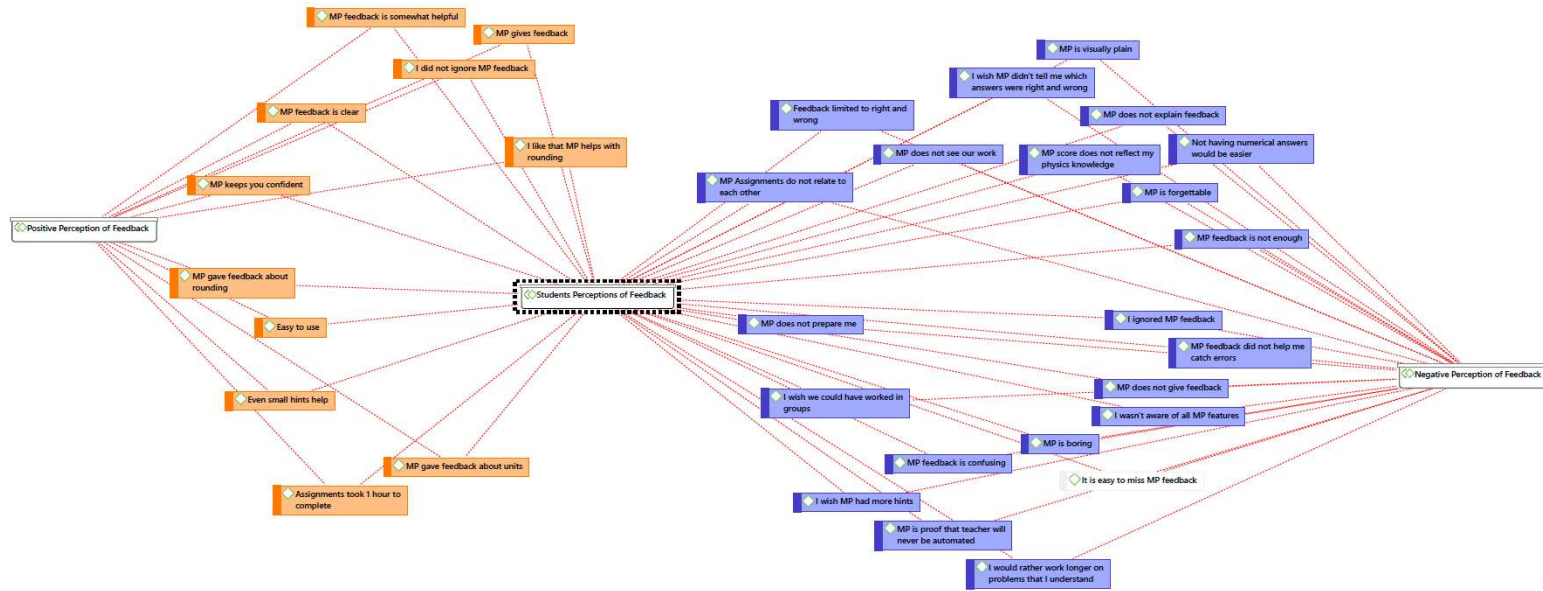 MP feedback is somewhat helpful
MP gives feedback
I did not ignore MP feedback
MP feedback is clear
I like that MP helps with
rounding
MP keeps you confident
Positive Perception of Feedback
MP gave feedback about
rounding
Easy to use
Even small hints help
MP gave feedback about units
Assignments took 1 hour to
complete
Students Perceptions of Feedback
MP is visually plain
I wish MP didn't tell me which
answers were right and wrong
Feedback limited to right and
wrong
MP does not explain feedback
Not having numerical answers
would be easier
MP does not see our work
MP score does not reflect my
physics knowledge
MP Assignments do not relate to
each other
MP is forgettable
MP feedback is not enough
MP does not prepare me
I ignored MP feedback
MP feedback did not help me
catch errors
Negative Perception of Feedback
MP does not give feedback
I wish we could have worked in
groups
I wasn't aware of all MP features
MP is boring
MP feedback is confusing
It is easy to miss MP feedback
I wish MP had more hints
MP is proof that teacher will
never be automated
I would rather work longer on
problems that I understand